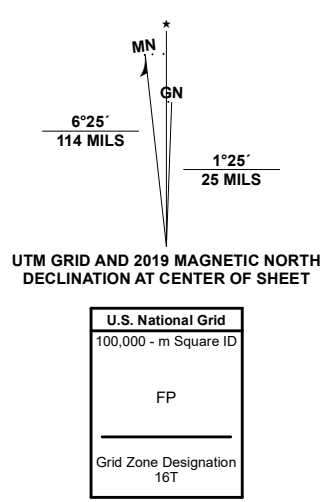 ★
MN
GN
6°25´
114 MILS
1°25´
25 MILS
UTM GRID AND 2019 MAGNETIC NORTH
DECLINATION AT CENTER OF SHEET
U.S. National Grid
100,000 - m Square ID
FP
Grid Zone Designation
16T